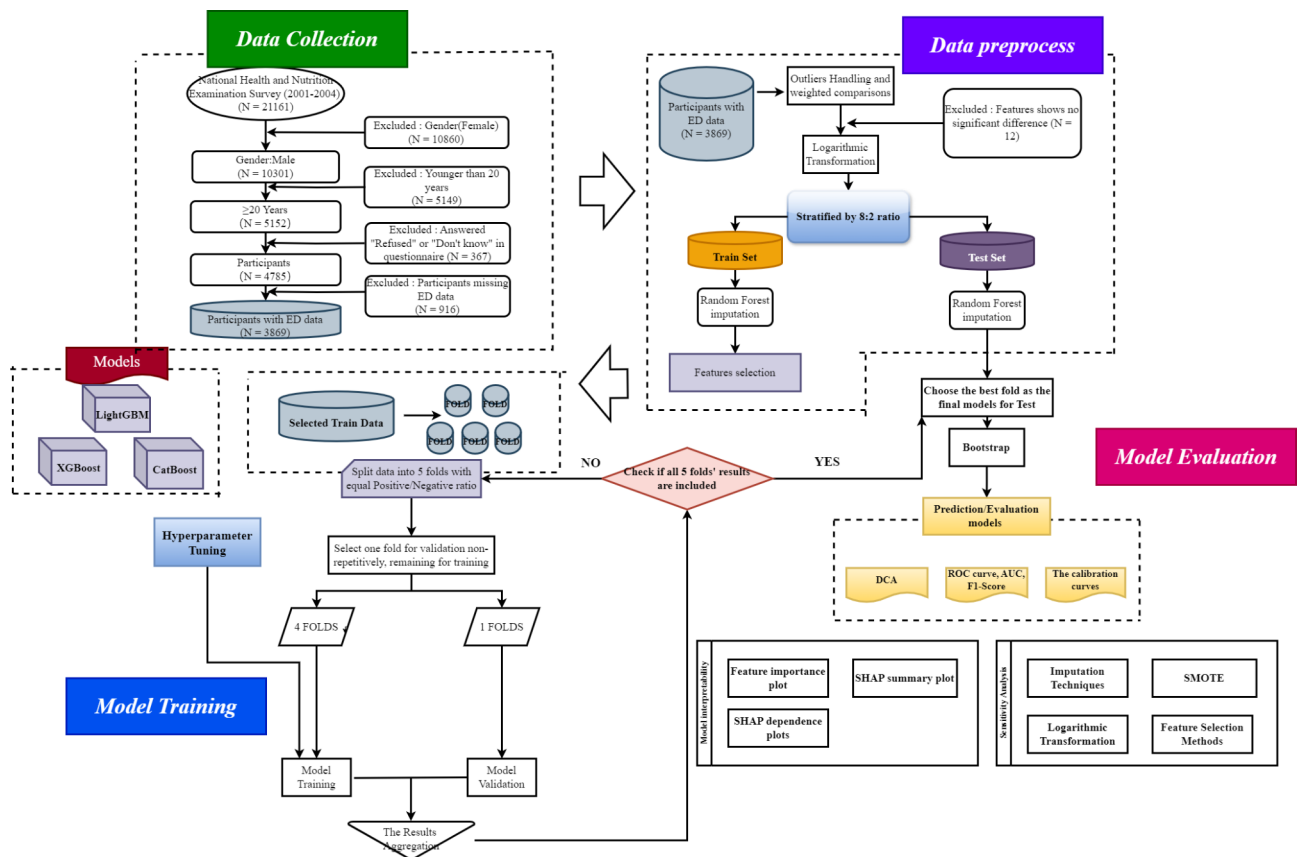 Data Collection
National Health and Nutrition
Examination Survey (2001-2004)
(N = 21161)
Excluded : Gender(Female)
(N = 10860)
Gender:Male
(N = 10301)
Excluded : Younger than 20
years
(N = 5149)
≥20 Years
(N = 5152)
Excluded : Answered
"Refused" or "Don't know" in
questionnaire (N = 367)
Participants
(N = 4785)
Excluded : Participants missing
ED data
(N = 916)
Participants with ED data
(N = 3869)
Data preprocess
Participants with
ED data
(N = 3869)
Outliers Handling and
weighted comparisons
Excluded : Features shows no
significant difference (N =
12)
Logarithmic
Transformation
Stratified by 8:2 ratio
Train Set
Test Set
Random Forest
imputation
Random Forest
imputation
Features selection
Models
LightGBM
XGBoost
CatBoost
Selected Train Data
FOLD
FOLD
FOLD
FOLD
FOLD
Split data into 5 folds with
equal Positive/Negative ratio
NO
Check if all 5 folds' results
are included
YES
Choose the best fold as the
final models for Test
Bootstrap
Model Evaluation
Prediction/Evaluation
models
DCA
ROC curve, AUC,
F1-Score
The calibration
curves
Hyperparameter
Tuning
Select one fold for validation non-
repetitively, remaining for training
4 FOLDS
1 FOLDS
Model Training
Model
Training
Model
Validation
The Results
Aggregation
Model interpretability
Feature importance
plot
SHAP summary plot
SHAP dependence
plots
Sensitivity Analysis
Imputation
Techniques
SMOTE
Logarithmic
Transformation
Feature Selection
Methods